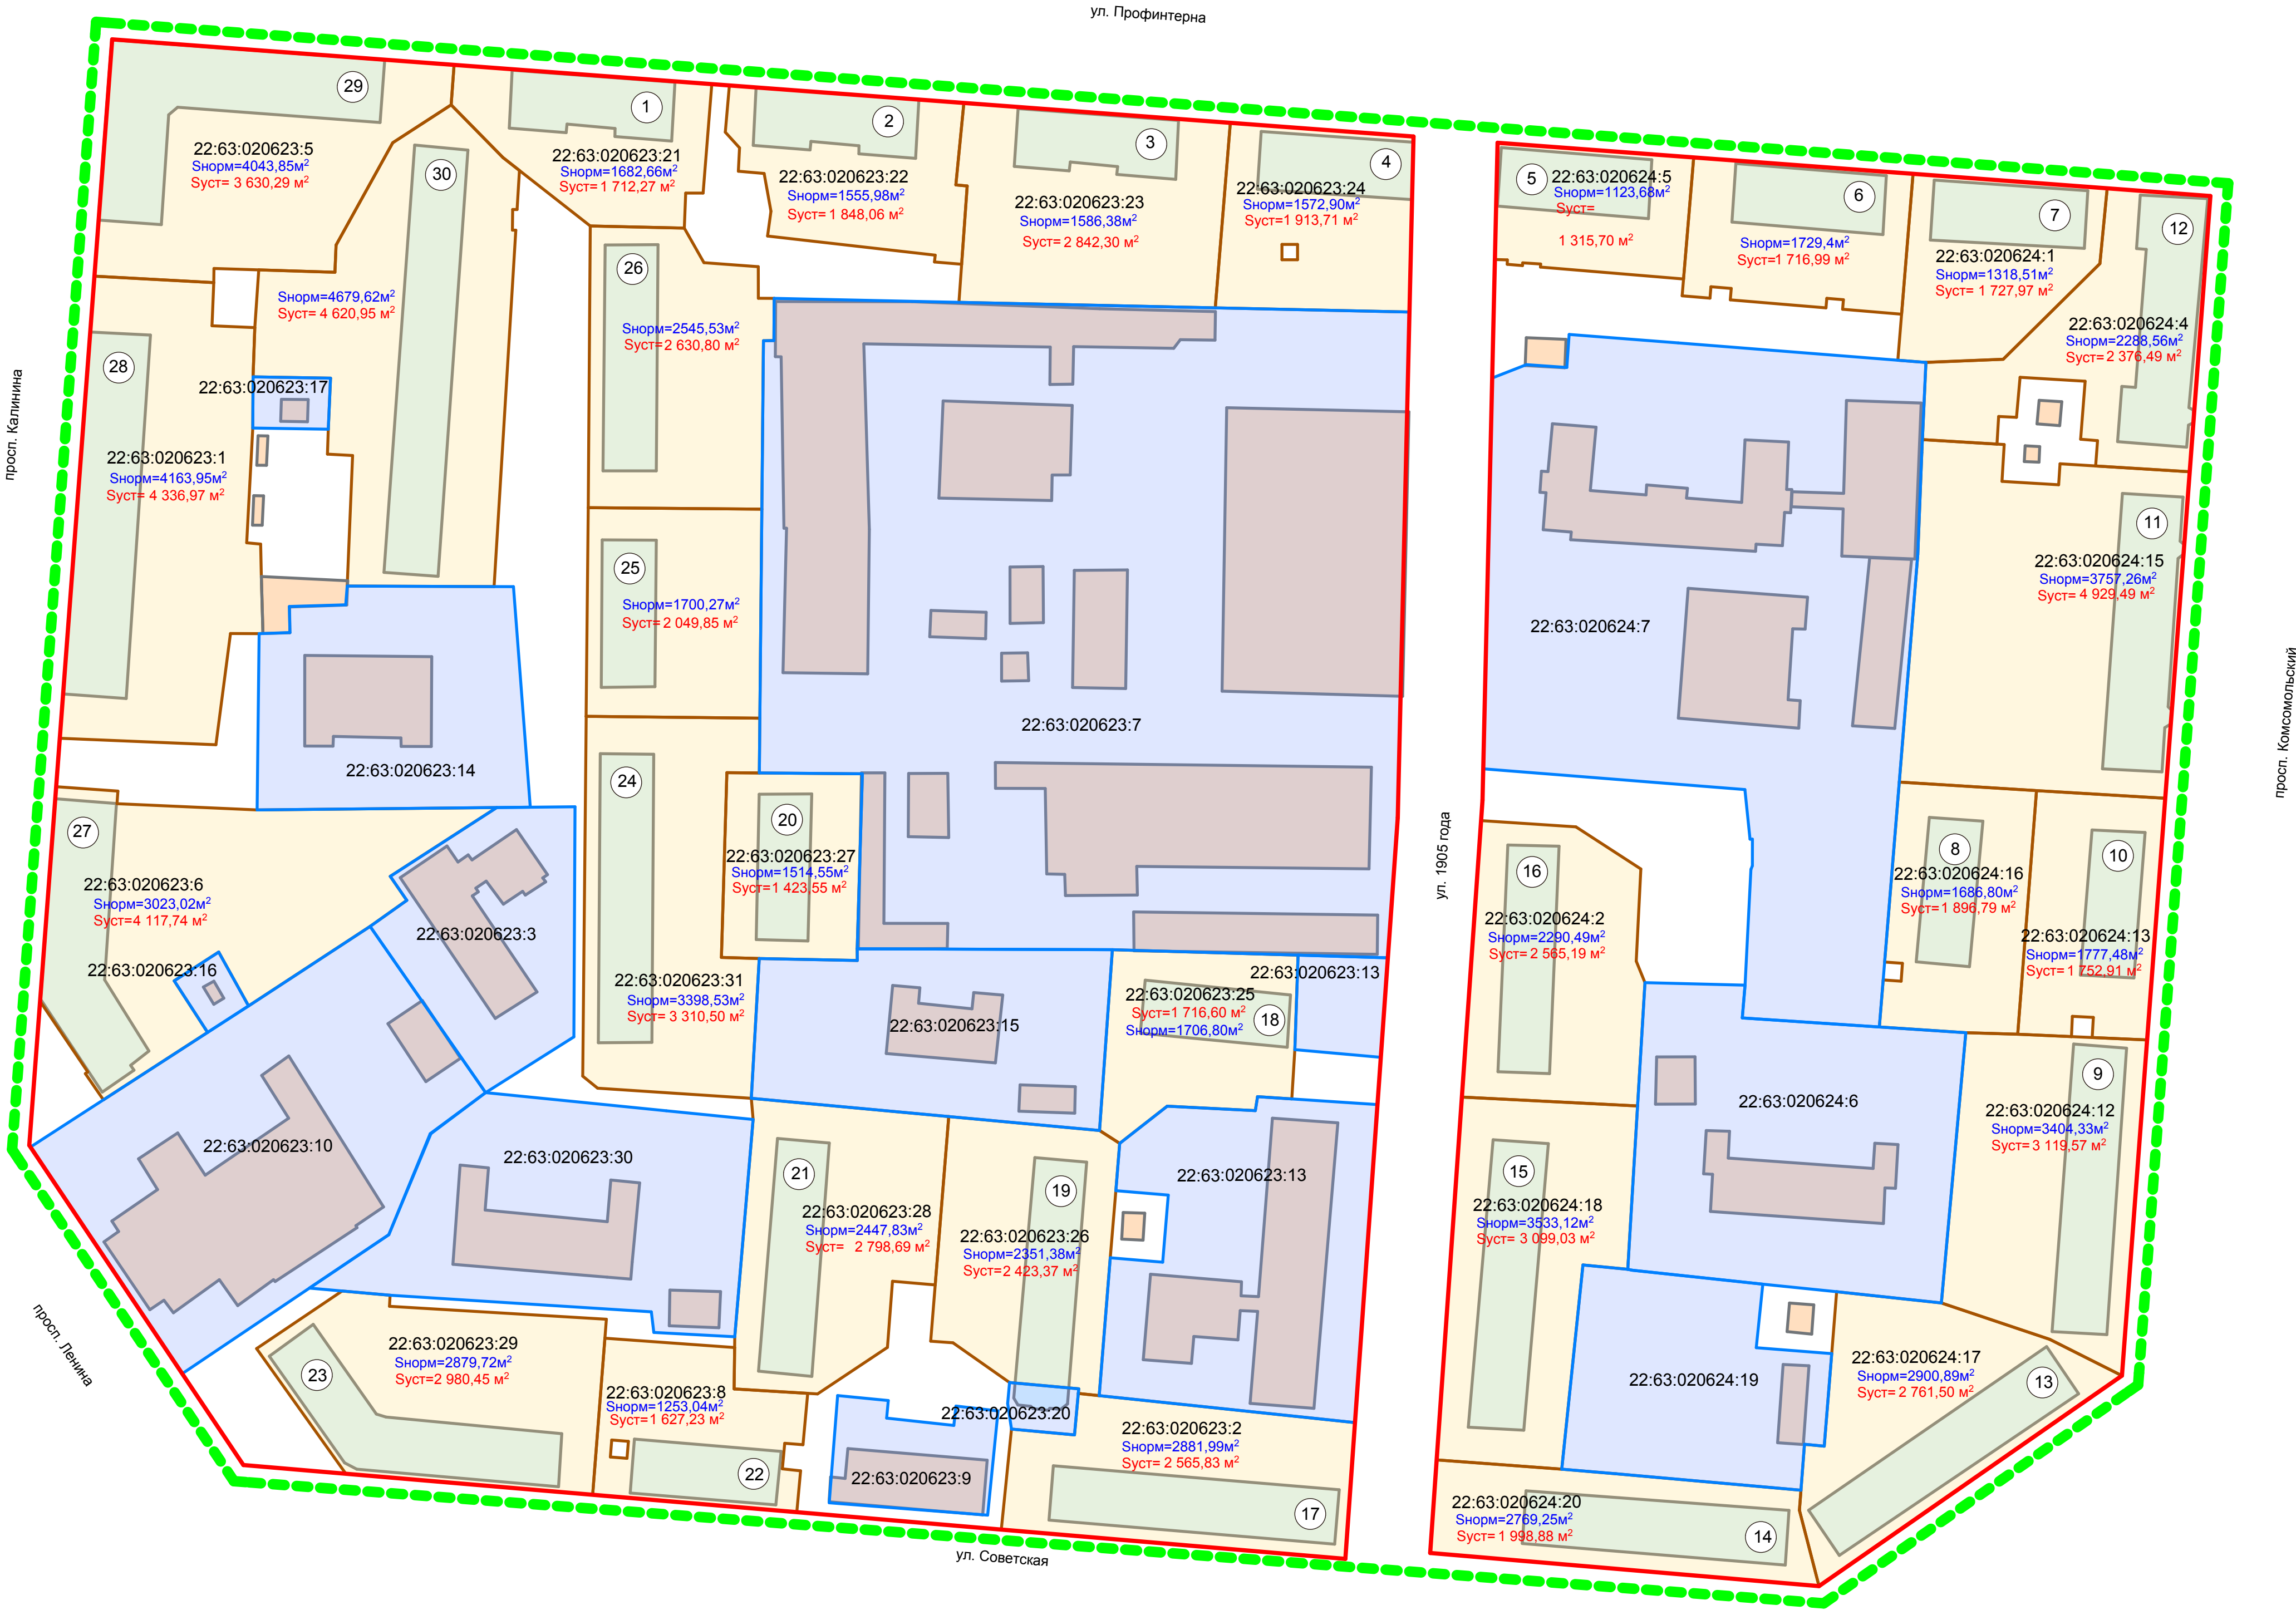 ул. Профинтерна
29
22:63:020623:5
Sнорм=4043,85м²
Sуст= 3 630,29 м²
30
Sнорм=4679,62м²
Sуст= 4 620,95 м²
1
22:63:020623:21
Sнорм=1682,66м²
Sуст= 1 712,27 м²
2
22:63:020623:22
Sнорм=1555,98м²
Sуст= 1 848,06 м²
3
22:63:020623:23
Sнорм=1586,38м²
Sуст= 2 842,30 м²
4
22:63:020623:24
Sнорм=1572,90м²
Sуст=1 913,71 м²
5
22:63:020624:5
Sнорм=1123,68м²
Sуст=
1 315,70 м²
6
Sнорм=1729,4м²
Sуст=1 716,99 м²
7
22:63:020624:1
Sнорм=1318,51м²
Sуст= 1 727,97 м²
12
22:63:020624:4
Sнорм=2288,56м²
Sуст=2 376,49 м²
26
Sнорм=2545,53м²
Sуст=2 630,80 м²
28
22:63:020623:17
22:63:020623:1
Sнорм=4163,95м²
Sуст= 4 336,97 м²
просп. Калинина
25
Sнорм=1700,27м²
Sуст= 2 049,85 м²
11
22:63:020624:15
Sнорм=3757,26м²
Sуст= 4 929,49 м²
22:63:020624:7
22:63:020623:7
просп. Комсомольский
22:63:020623:14
24
20
22:63:020623:27
Sнорм=1514,55м²
Sуст=1 423,55 м²
27
22:63:020623:6
Sнорм=3023,02м²
Sуст=4 117,74 м²
22:63:020623:3
22:63:020623:16
22:63:020623:31
Sнорм=3398,53м²
Sуст= 3 310,50 м²
ул. 1905 года
16
22:63:020624:2
Sнорм=2290,49м²
Sуст= 2 565,19 м²
8
22:63:020624:16
Sнорм=1686,80м²
Sуст=1 896,79 м²
10
22:63:020624:13
Sнорм=1777,48м²
Sуст= 1 752,91 м²
22:63:020623:13
22:63:020623:25
Sуст=1 716,60 м²
Sнорм=1706,80м²
18
22:63:020623:15
9
22:63:020624:12
Sнорм=3404,33м²
Sуст= 3 119,57 м²
22:63:020624:6
22:63:020623:10
22:63:020623:30
21
22:63:020623:28
Sнорм=2447,83м²
Sуст= 2 798,69 м²
19
22:63:020623:26
Sнорм=2351,38м²
Sуст=2 423,37 м²
22:63:020623:13
15
22:63:020624:18
Sнорм=3533,12м²
Sуст= 3 099,03 м²
просп. Ленина
23
22:63:020623:29
Sнорм=2879,72м²
Sуст=2 980,45 м²
22:63:020623:8
Sнорм=1253,04м²
Sуст=1 627,23 м²
22
22:63:020623:20
22:63:020623:9
22:63:020623:2
Sнорм=2881,99м²
Sуст= 2 565,83 м²
17
22:63:020624:19
22:63:020624:17
Sнорм=2900,89м²
Sуст= 2 761,50 м²
13
22:63:020624:20
Sнорм=2769,25м²
Sуст= 1 998,88 м²
14
ул. Советская